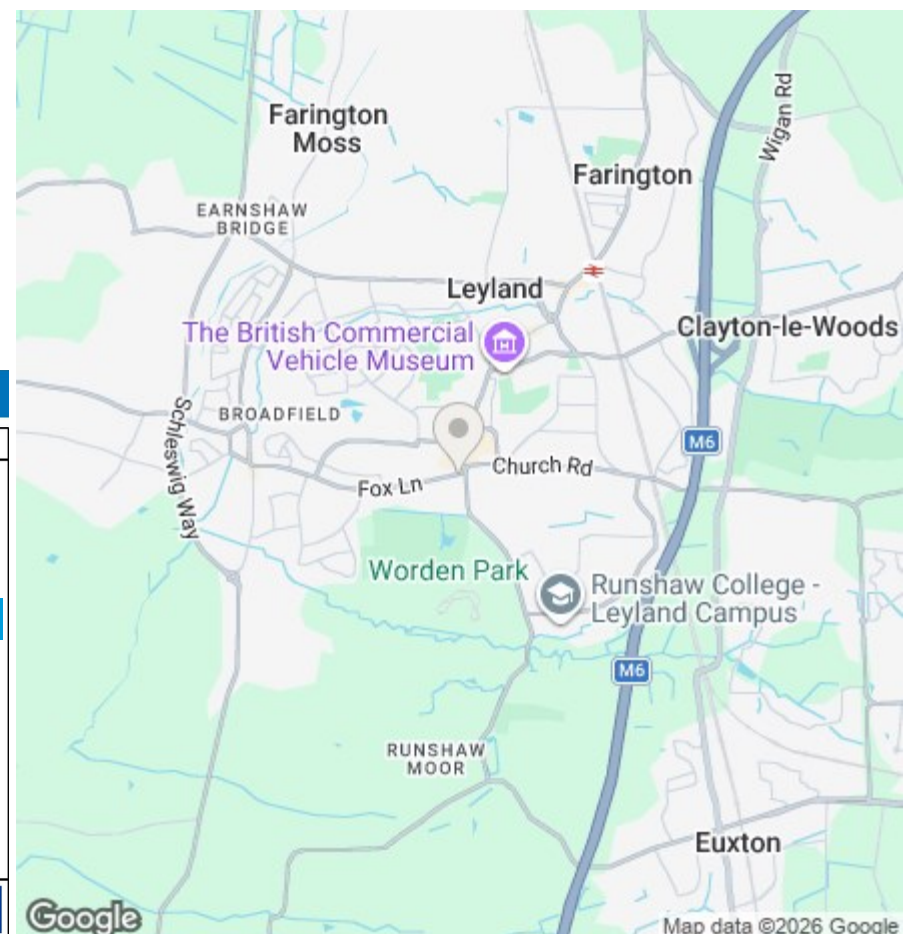 Farington
Moss
Wigan Rd
Farington
EARNSHAW
BRIDGE
Leyland
The British Commercial
Vehicle Museum
Clayton-le-Woods
BROADFIELD
Schleswig Way
M6
Church Rd
Fox Ln
Worden Park
Runshaw College -
Leyland Campus
M6
RUNSHAW
MOOR
Euxton
Google
Map data ©2026 Google